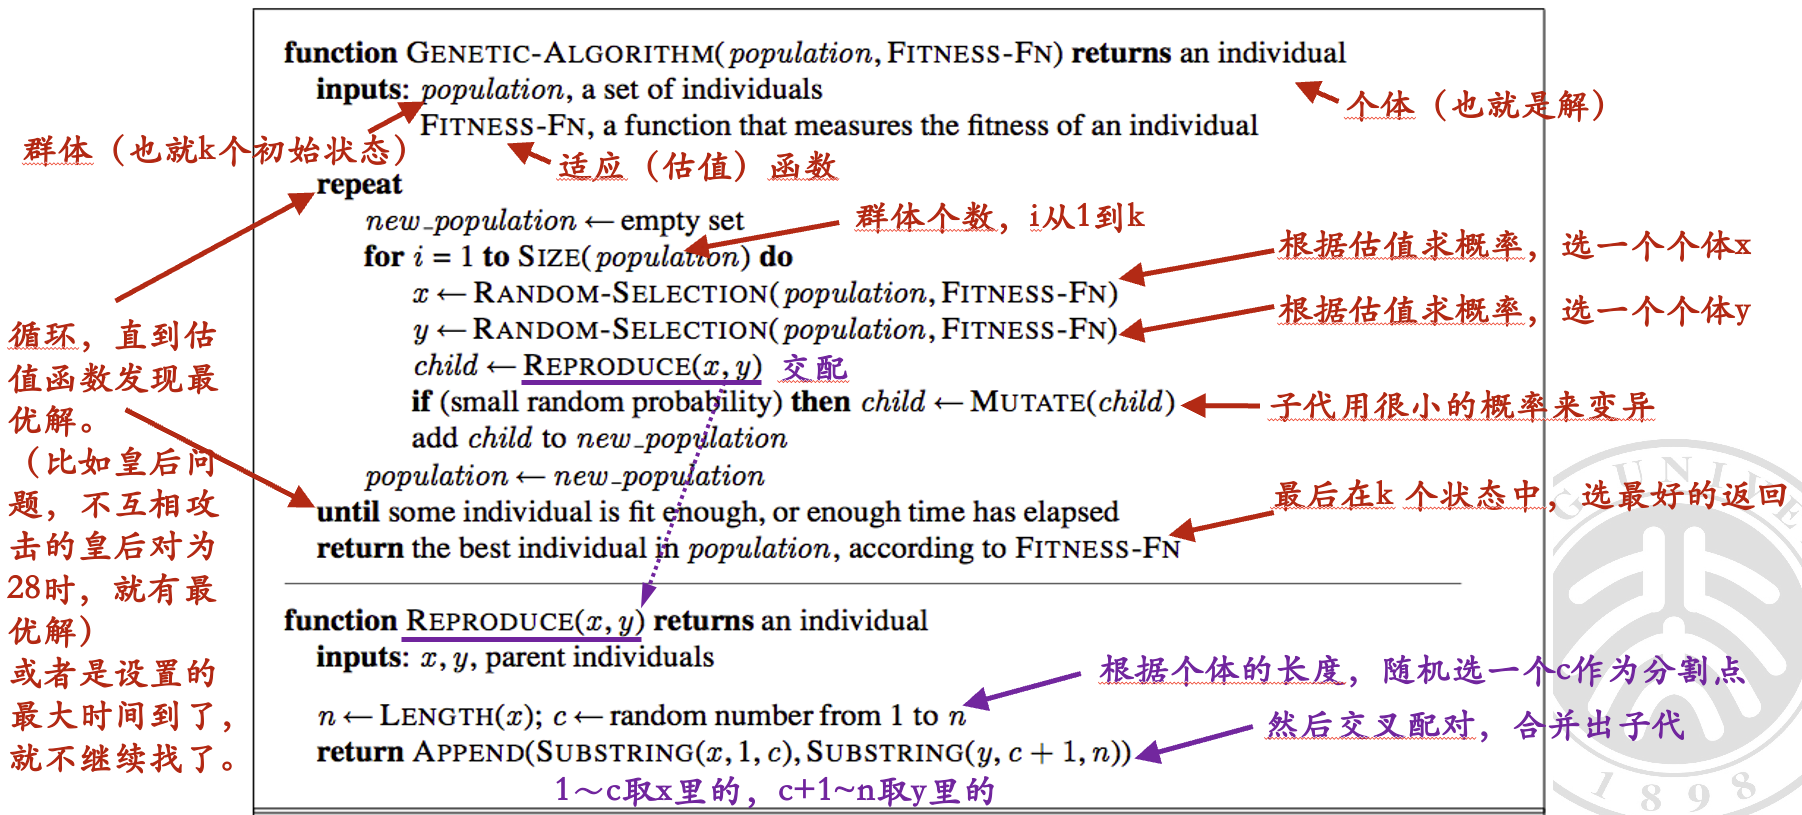 function GENETIC-ALGORITHM(population, FITNESS-FN) returns an individual
inputs: population, a set of individuals
FITNESS-FN, a function that measures the fitness of an individual
个体（也就是解）
群体（也就k个初始状态）
适应（估值）函数
repeat
new_population ← empty set
群体个数，i从1到k
for i = 1 to SIZE(population) do
根据估值求概率，选一个个体x
x ← RANDOM-SELECTION(population, FITNESS-FN)
y ← RANDOM-SELECTION(population, FITNESS-FN)
根据估值求概率，选一个个体y
child ← REPRODUCE(x, y) 交配
if (small random probability) then child ← MUTATE(child)
子代用很小的概率来变异
add child to new_population
population ← new_population
until some individual is fit enough, or enough time has elapsed
最后在k 个状态中，选最好的返回
return the best individual in population, according to FITNESS-FN
循环，直到估
值函数发现最
优解。
（比如皇后问
题，不互相攻
击的皇后对为
28时，就有最
优解）
或者是设置的
最大时间到了，
就不继续找了。
function REPRODUCE(x, y) returns an individual
inputs: x, y, parent individuals
根据个体的长度，随机选一个c作为分割点
n ← LENGTH(x); c ← random number from 1 to n
然后交叉配对，合并出子代
return APPEND(SUBSTRING(x, 1, c), SUBSTRING(y, c + 1, n))
1～c取x里的，c+1~n取y里的
G UNIVE
1898